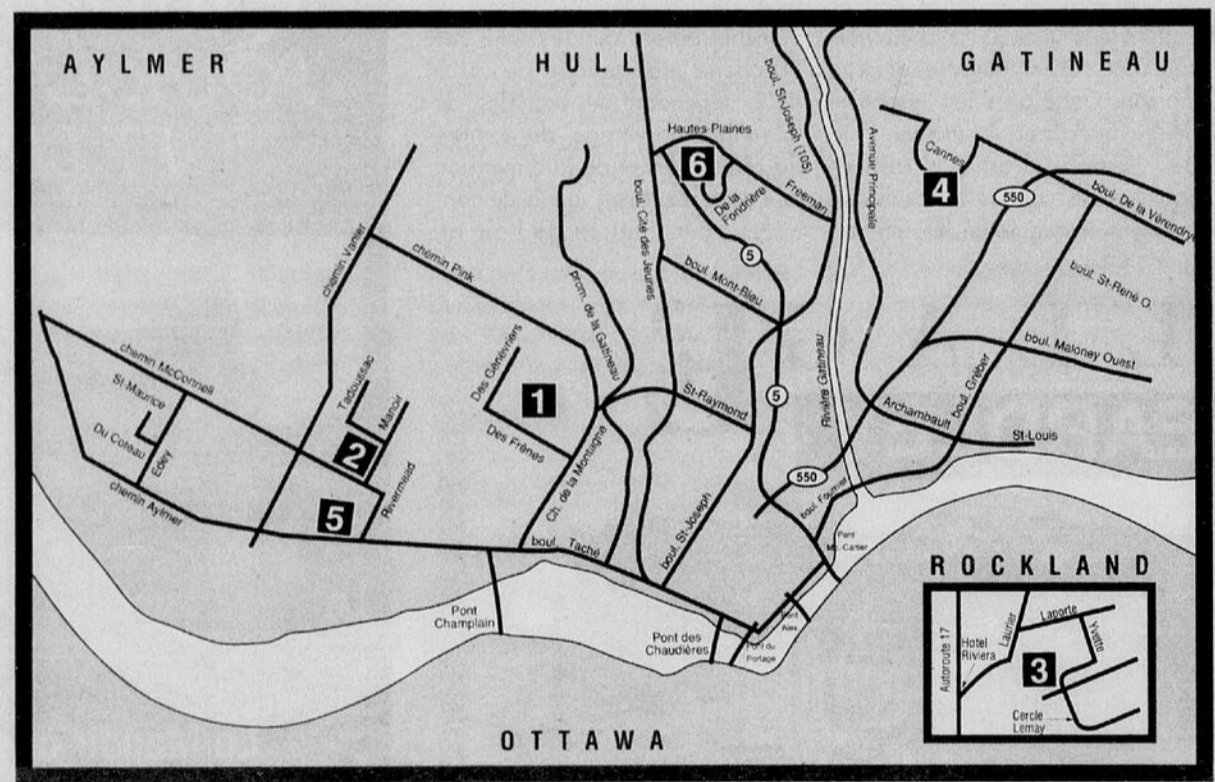 AYLMER
HULL
GATINEAU
Hautes-Plaines
boul. St-Joseph (105)
Avenue Principale
6
De la Fondrière
Freeman
Cannes
4
550
boul. De la Vérendrye
chemin Vanier
chemin Pink
prom. de la Gatineau
boul. Cité des Jeunes
5
boul. Mont-Bleu
Rivière Gatineau
boul. St-René O.
chemin McConnell
St-Maurice
Du Coteau
Edey
chemin Aylmer
Tadoussac
Manoir
2
5
Rivermead
Des Genévriers
1
Des Frênes
Ch. de la Montagne
St-Raymond
5
boul. St-Joseph
boul. Maloney Ouest
boul. Gréber
Archambault
St-Louis
550
boul. Fournier
boul. Taché
Pont
Mc. Cartier
Pont
Champlain
Pont des
Chaudières
Pont du
Portage
Pont
Alex.
OTTAWA
ROCKLAND
Autoroute 17
Hotel
Riviera
Laurier
Laporte
Yvette
3
Cercle
Lemay